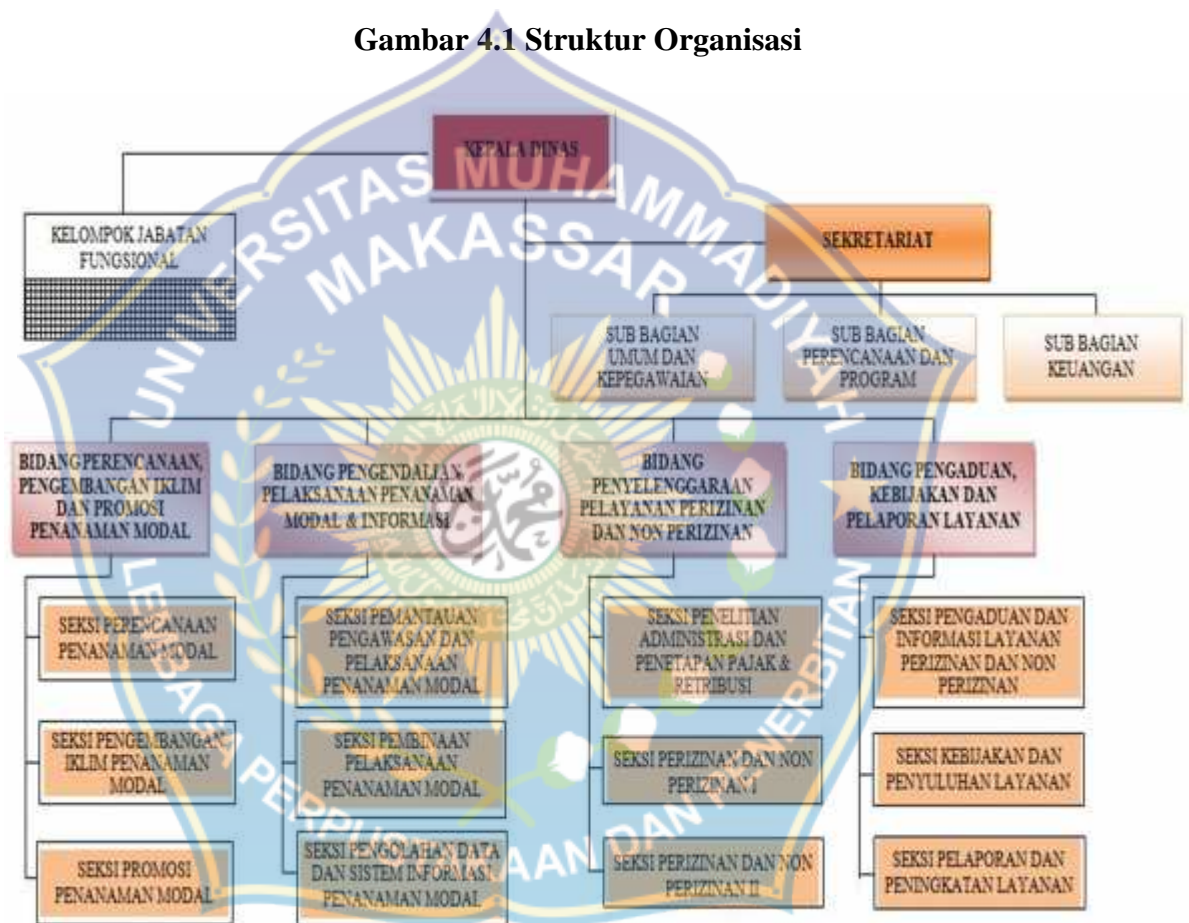 Gambar 4.1 Struktur Organisasi
KEPALA DINAS
KELOMPOK JABATAN
FUNGSIONAL
SEKRETARIAT
SUB BAGIAN
UMUM DAN
KEPEGAWAIAN
SUB BAGIAN
PERENCANAAN DAN
PROGRAM
SUB BAGIAN
KEUANGAN
BIDANG PERENCANAAN,
PENGEMBANGAN IKLIM
DAN PROMOSI
PENANAMAN MODAL
BIDANG PENGENDALIAN,
PELAKSANAAN PENANAMAN
MODAL & INFORMASI
BIDANG
PENYELENGGARAAN
PELAYANAN PERIZINAN
DAN NON PERIZINAN
BIDANG PENGADUAN,
KEBIJAKAN DAN
PELAPORAN LAYANAN
SEKSI PERENCANAAN
PENANAMAN MODAL
SEKSI PENGEMBANGAN
IKLIM PENANAMAN
MODAL
SEKSI PROMOSI
PENANAMAN MODAL
SEKSI PEMANTAUAN
PENGAWASAN DAN
PELAKSANAAN
PENANAMAN MODAL
SEKSI PEMBINAAN
PELAKSANAAN
PENANAMAN MODAL
SEKSI PENGOLAHAN DATA
DAN SISTEM INFORMASI
PENANAMAN MODAL
SEKSI PENELITIAN
ADMINISTRASI DAN
PENETAPAN PAJAK &
RETRIBUSI
SEKSI PERIZINAN DAN NON
PERIZINAN I
SEKSI PERIZINAN DAN NON
PERIZINAN II
SEKSI PENGADUAN DAN
INFORMASI LAYANAN
PERIZINAN DAN NON
PERIZINAN
SEKSI KEBIJAKAN DAN
PENYULUHAN LAYANAN
SEKSI PELAPORAN DAN
PENINGKATAN LAYANAN
UNIVERSITAS MUHAMMADIYAH
MAKASSAR
LEMBAGA PERPUSTAKAAN DAN PENERBITAN